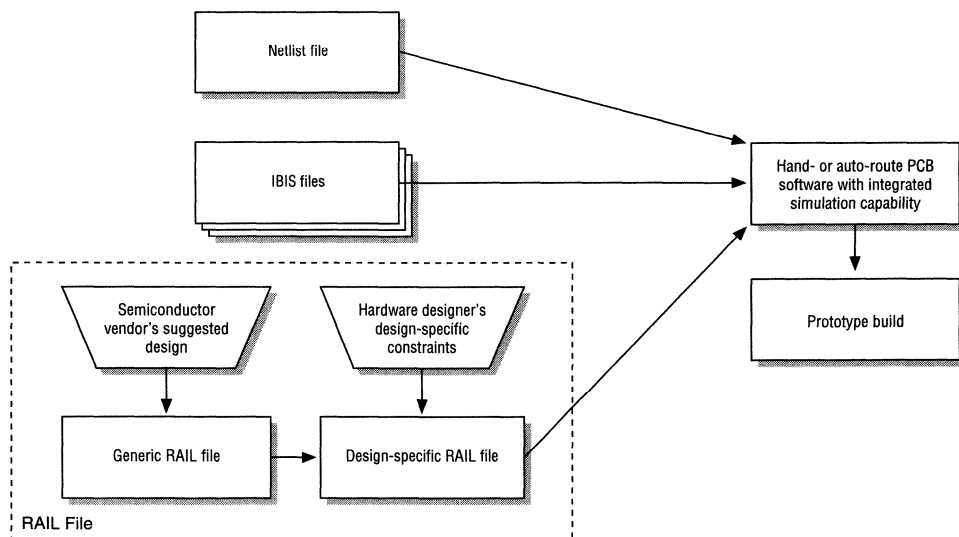 Netlist file
IBIS files
Hand- or auto-route PCB
software with integrated
simulation capability
Prototype build
Semiconductor
vendor's suggested
design
Hardware designer's
design-specific
constraints
Generic RAIL file
Design-specific RAIL file
RAIL File